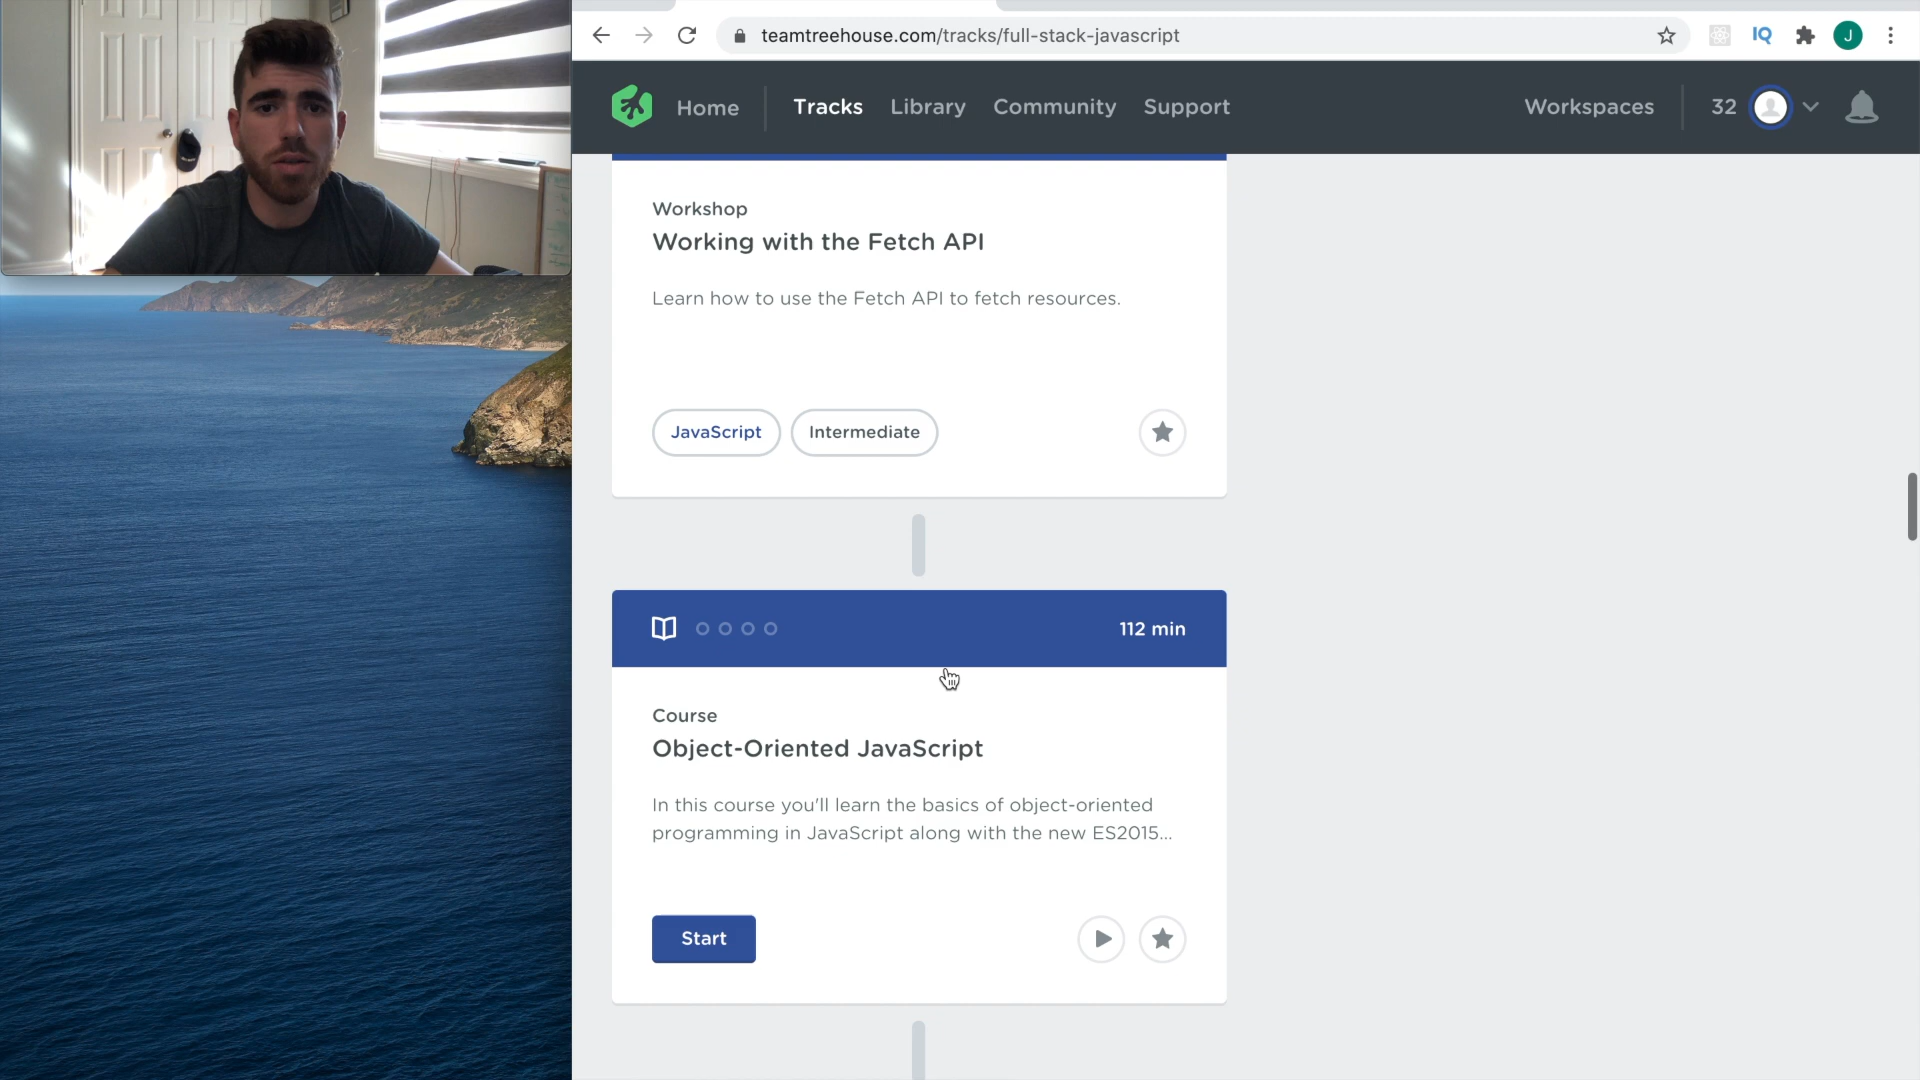 teamtreehouse.com/tracks/full-stack-javascript
IQ
J
Home
Tracks
Library
Community
Support
Workspaces
32
Workshop
Working with the Fetch API
Learn how to use the Fetch API to fetch resources.
JavaScript
Intermediate
112 min
Course
Object-Oriented JavaScript
In this course you'll learn the basics of object-oriented
programming in JavaScript along with the new ES2015...
Start